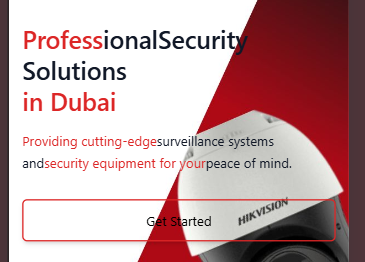 ProfessionalSecurity
Solutions
in Dubai
Providing cutting-edgesurveillance systems
andsecurity equipment for yourpeace of mind.
Get Started
HIKVISION